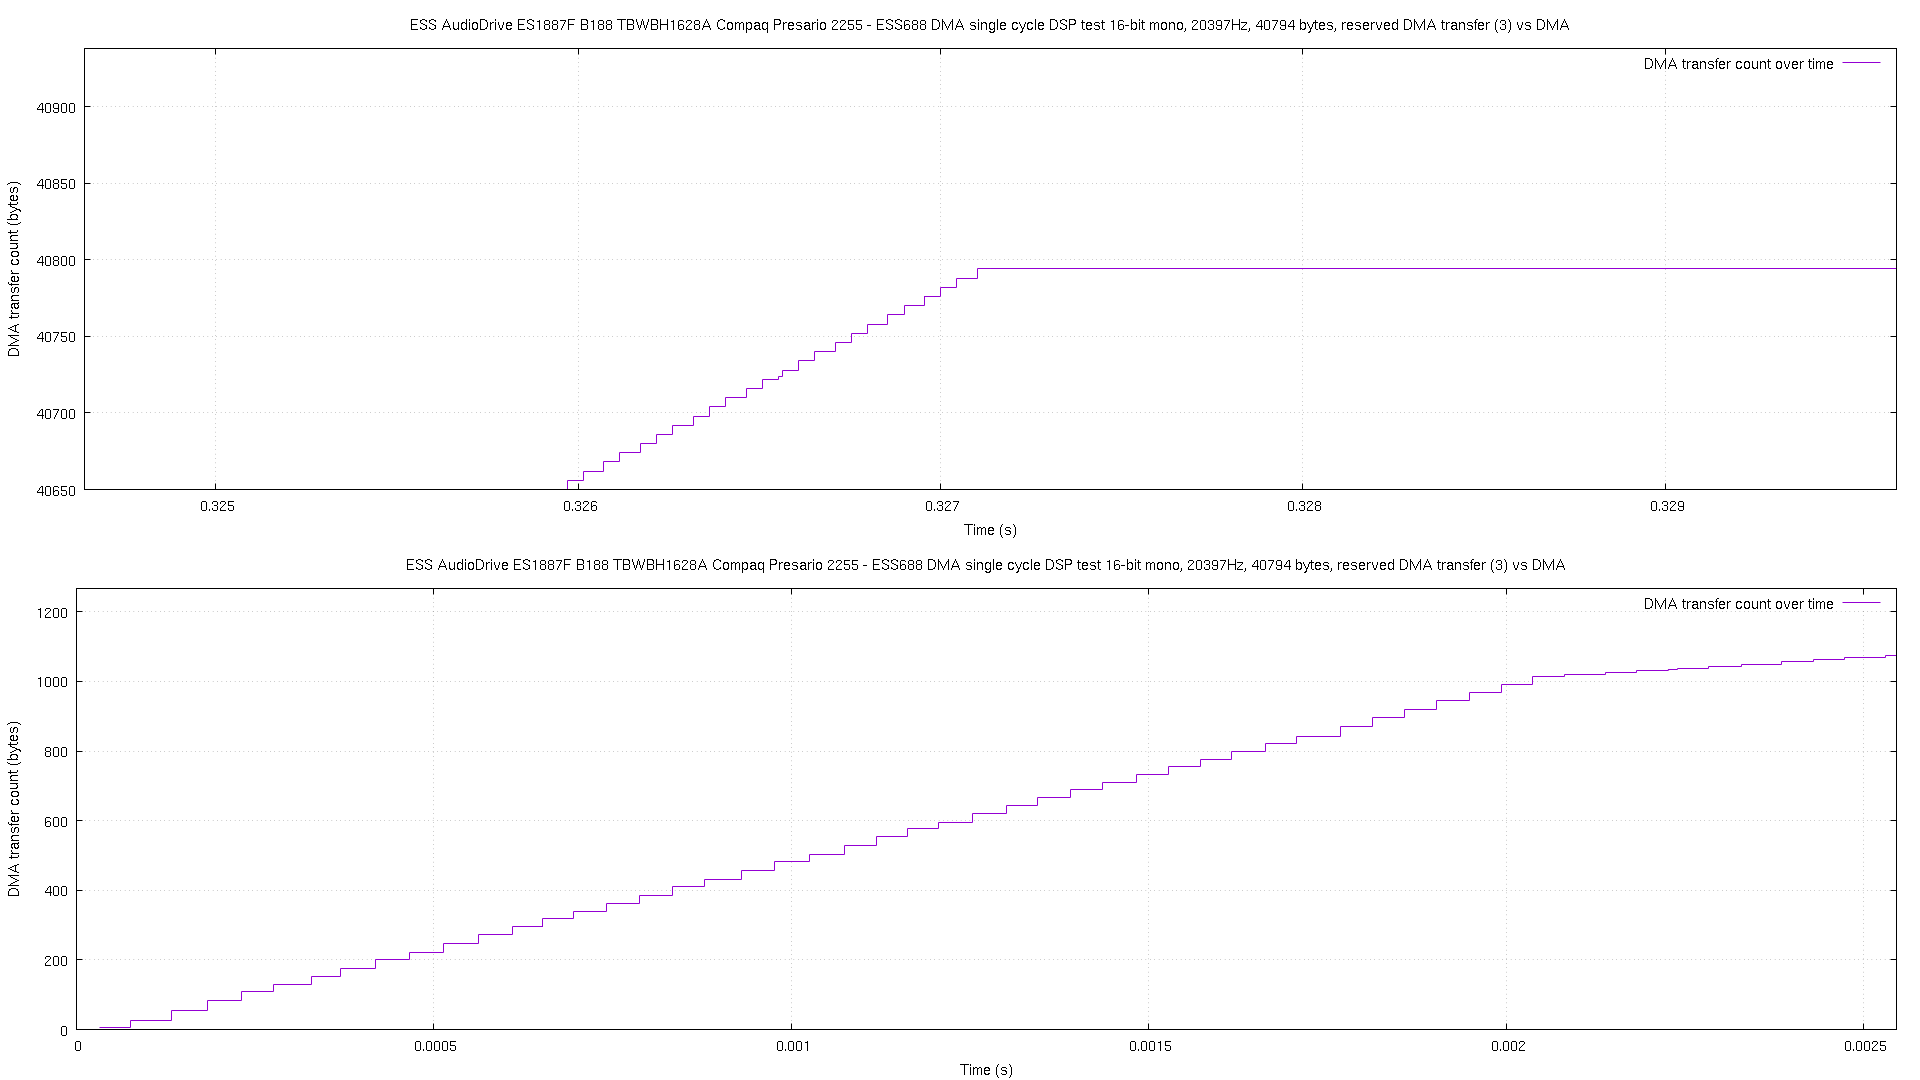 ESS AudioDrive ES1887F B188 TBWBH1628A Compaq Presario 2255 - ESS688 DMA single cycle DSP test 16-bit mono, 20397Hz, 40794 bytes, reserved DMA transfer (3) vs DMA
DMA transfer count over time
40900
40850
40800
40750
40700
40650
DMA transfer count (bytes)
0.325 0.326 0.327 0.328 0.329
Time (s)
ESS AudioDrive ES1887F B188 TBWBH1628A Compaq Presario 2255 - ESS688 DMA single cycle DSP test 16-bit mono, 20397Hz, 40794 bytes, reserved DMA transfer (3) vs DMA
DMA transfer count over time
1200
1000
800
600
400
200
0
DMA transfer count (bytes)
0 0.0005 0.001 0.0015 0.002 0.0025
Time (s)